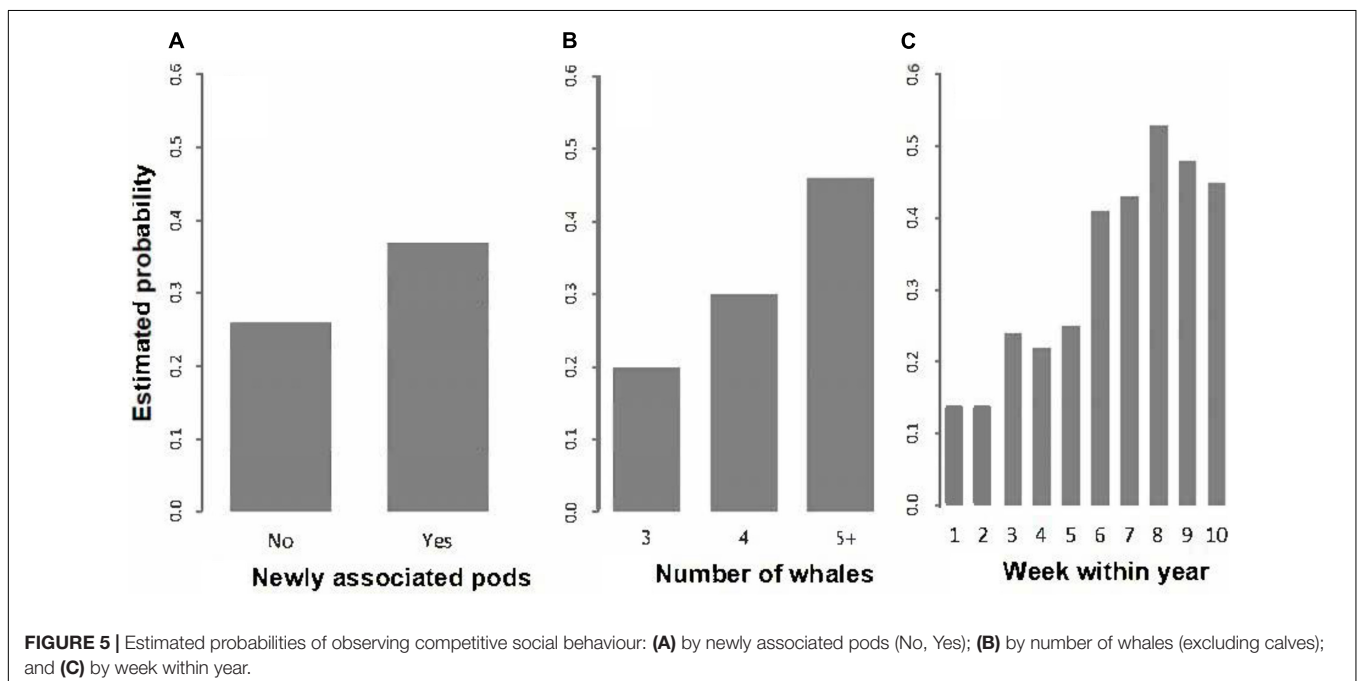 A
B
C
Estimated probability
0.6
0.5
0.4
0.3
0.2
0.1
0.0
No Yes
Newly associated pods
0.6
0.5
0.4
0.3
0.2
0.1
0.0
3 4 5+
Number of whales
0.6
0.5
0.4
0.3
0.2
0.1
0.0
1 2 3 4 5 6 7 8 9 10
Week within year
FIGURE 5 | Estimated probabilities of observing competitive social behaviour: (A) by newly associated pods (No, Yes); (B) by number of whales (excluding calves);
and (C) by week within year.